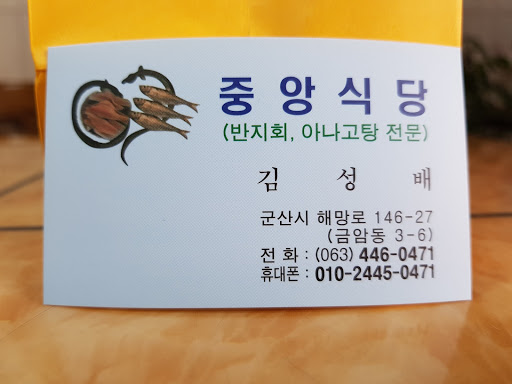 중앙식당
(반지회, 아나고탕 전문)
김 성 배
군산시 해망로 146-27
(금암동 3-6)
전 화 : (063) 446-0471
휴대폰 : 010-2445-0471